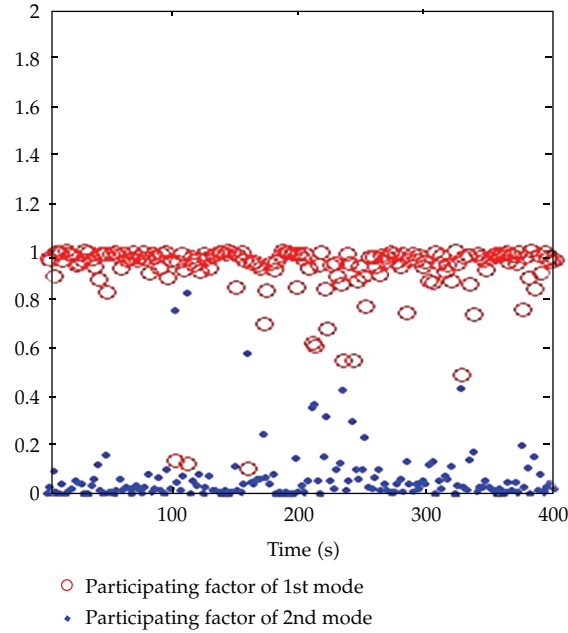 2
1.8
1.6
1.4
1.2
1
0.8
0.6
0.4
0.2
0
100 200 300 400
Time (s)
Participating factor of 1st mode
Participating factor of 2nd mode